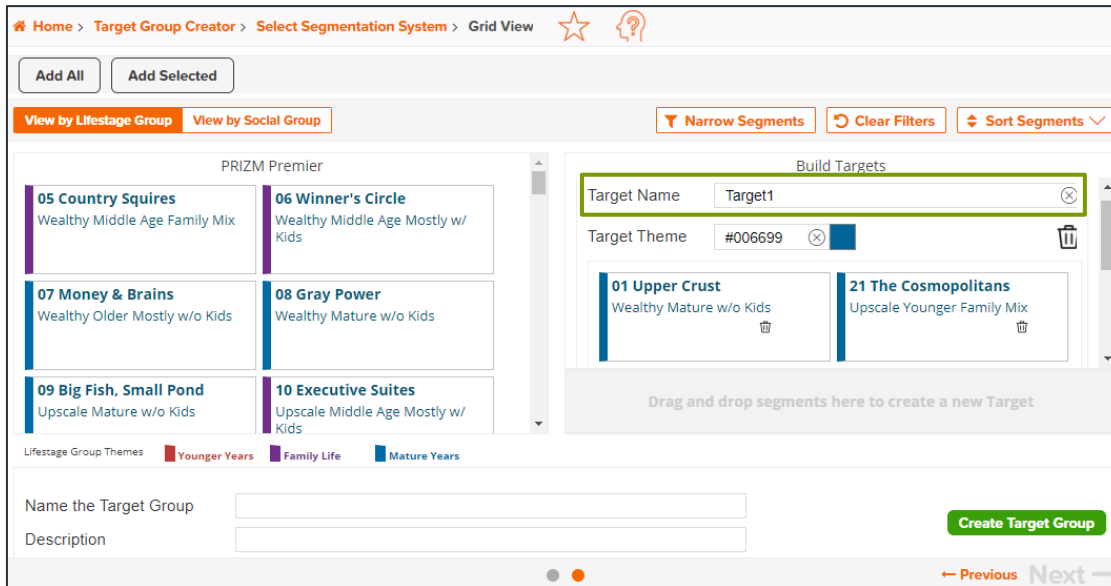 Home > Target Group Creator > Select Segmentation System > Grid View
Add All Add Selected
View by Lifestage Group View by Social Group Narrow Segments Clear Filters Sort Segments
PRIZM Premier
05 Country Squires
Wealthy Middle Age Family Mix
06 Winner's Circle
Wealthy Middle Age Mostly w/
Kids
07 Money & Brains
Wealthy Older Mostly w/o Kids
08 Gray Power
Wealthy Mature w/o Kids
09 Big Fish, Small Pond
Upscale Mature w/o Kids
10 Executive Suites
Upscale Middle Age Mostly w/
Kids
Build Targets
Target Name Target1
Target Theme #006699
01 Upper Crust
Wealthy Mature w/o Kids
21 The Cosmopolitans
Upscale Younger Family Mix
Drag and drop segments here to create a new Target
Lifestage Group Themes Younger Years Family Life Mature Years
Name the Target Group
Description
Create Target Group
Previous Next